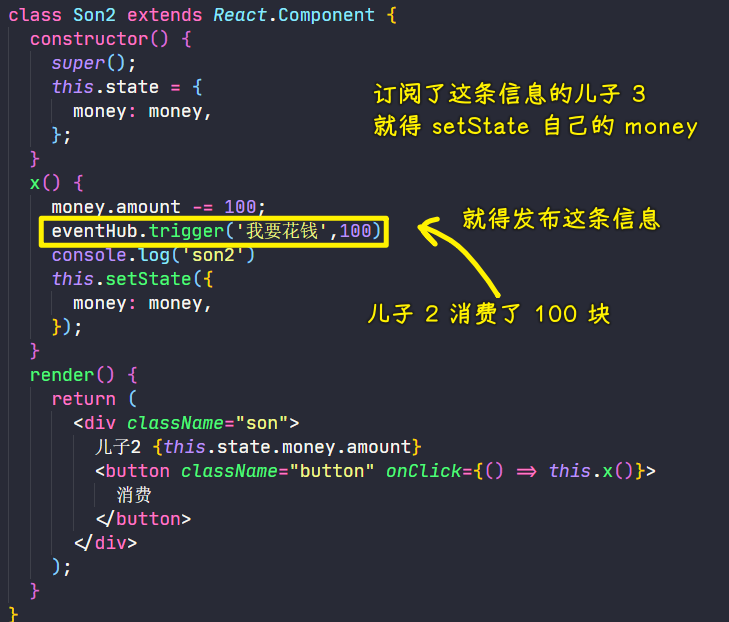 class Son2 extends React.Component {
  constructor() {
    super();
    this.state = {
      money: money,
    };
  }
  x() {
    money.amount -= 100;
    eventHub.trigger('我要花钱',100)
    console.log('son2')
    this.setState({
      money: money,
    });
  }
  render() {
    return (
      <div className="son">
        儿子2 {this.state.money.amount}
        <button className="button" onClick={() => this.x()}>
          消费
        </button>
      </div>
    );
  }
}
订阅了这条信息的儿子 3
就得 setState 自己的 money
就得发布这条信息
儿子 2 消费了 100 块